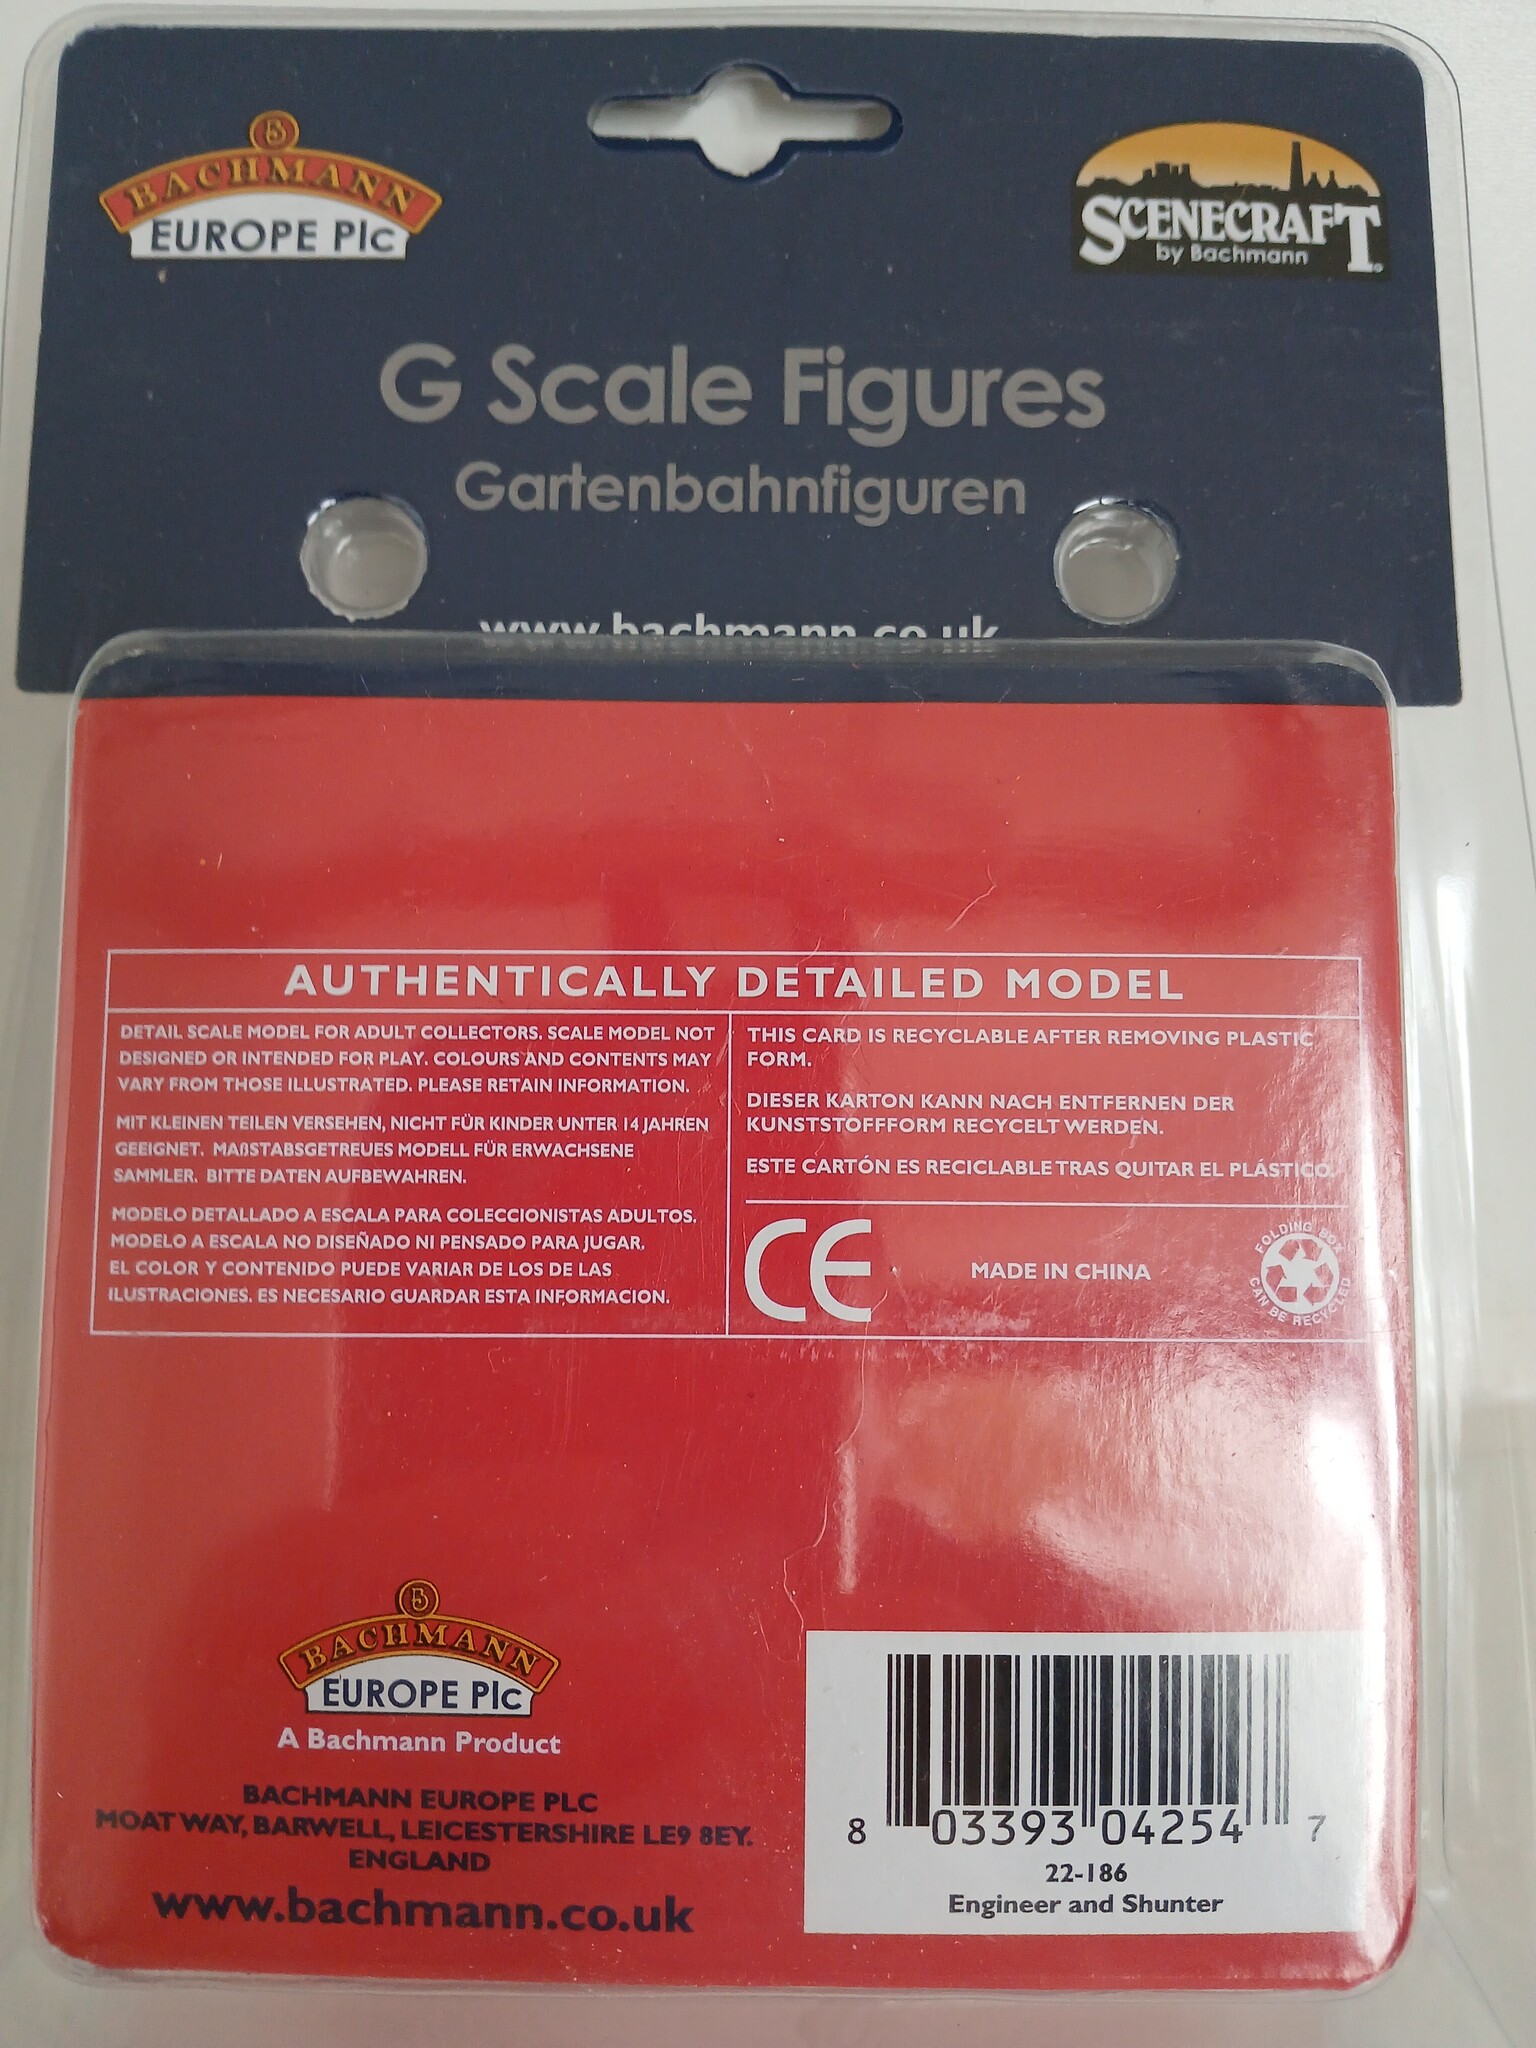 B
BACHMANN
EUROPE Plc
SCENECRAFT
by Bachmann
G Scale Figures
Gartenbahnfiguren
www.bachmann.co.uk
AUTHENTICALLY DETAILED MODEL
DETAIL SCALE MODEL FOR ADULT COLLECTORS. SCALE MODEL NOT
DESIGNED OR INTENDED FOR PLAY. COLOURS AND CONTENTS MAY
VARY FROM THOSE ILLUSTRATED. PLEASE RETAIN INFORMATION.
MIT KLEINEN TEILEN VERSEHEN, NICHT FÜR KINDER UNTER 14 JAHREN
GEEIGNET. MAßSTABSGETREUES MODELL FÜR ERWACHSENE
SAMMLER. BITTE DATEN AUFBEWAHREN.
MODELO DETALLADO A ESCALA PARA COLECCIONISTAS ADULTOS.
MODELO A ESCALA NO DISEÑADO NI PENSADO PARA JUGAR.
EL COLOR Y CONTENIDO PUEDE VARIAR DE LOS DE LAS
ILUSTRACIONES. ES NECESARIO GUARDAR ESTA INFORMACION.
THIS CARD IS RECYCLABLE AFTER REMOVING PLASTIC
FORM.
DIESER KARTON KANN NACH ENTFERNEN DER
KUNSTSTOFFFORM RECYCELT WERDEN.
ESTE CARTÓN ES RECICLABLE TRAS QUITAR EL PLÁSTICO.
CE
MADE IN CHINA
FOLDING BOX
CAN BE RECYCLED
B
BACHMANN
EUROPE Plc
A Bachmann Product
BACHMANN EUROPE PLC
MOAT WAY, BARWELL, LEICESTERSHIRE LE9 8EY.
ENGLAND
www.bachmann.co.uk
8 03393 04254 7
22-186
Engineer and Shunter